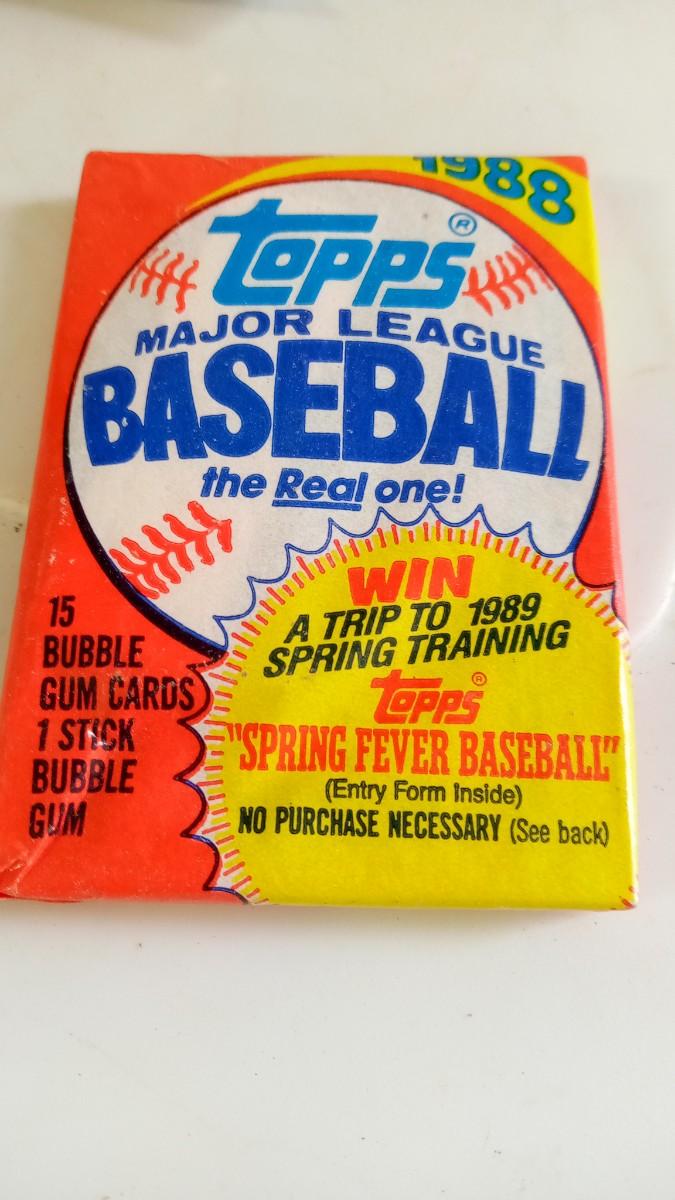 1988
Topps®
MAJOR LEAGUE
BASEBALL
the Real one!
15
BUBBLE
GUM CARDS
1 STICK
BUBBLE
GUM
WIN
A TRIP TO 1989
SPRING TRAINING
Topps®
"SPRING FEVER BASEBALL"
(Entry Form Inside)
NO PURCHASE NECESSARY (See back)